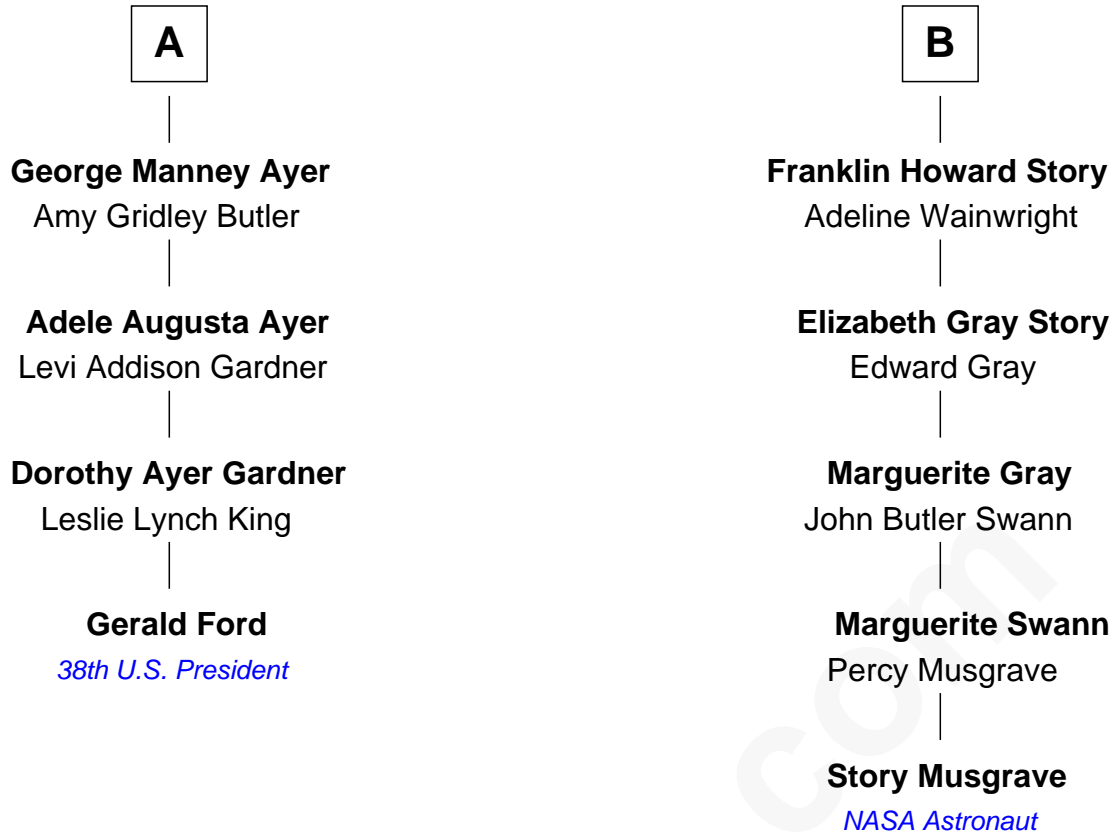 A
George Manney Ayer
Amy Gridley Butler
Adele Augusta Ayer
Levi Addison Gardner
Dorothy Ayer Gardner
Leslie Lynch King
Gerald Ford
38th U.S. President
B
Franklin Howard Story
Adeline Wainwright
Elizabeth Gray Story
Edward Gray
Marguerite Gray
John Butler Swann
Marguerite Swann
Percy Musgrave
Story Musgrave
NASA Astronaut
com